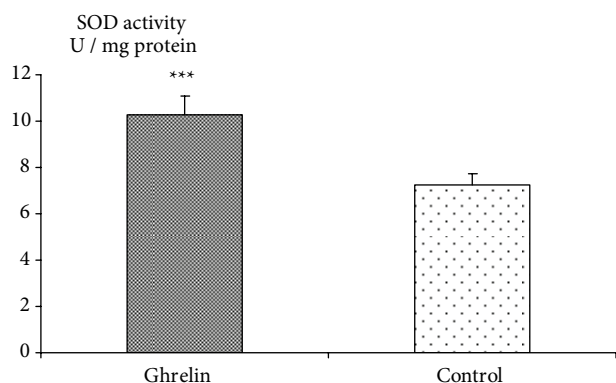 SOD activity
U / mg protein
***
12
10
8
6
4
2
0
Ghrelin
Control